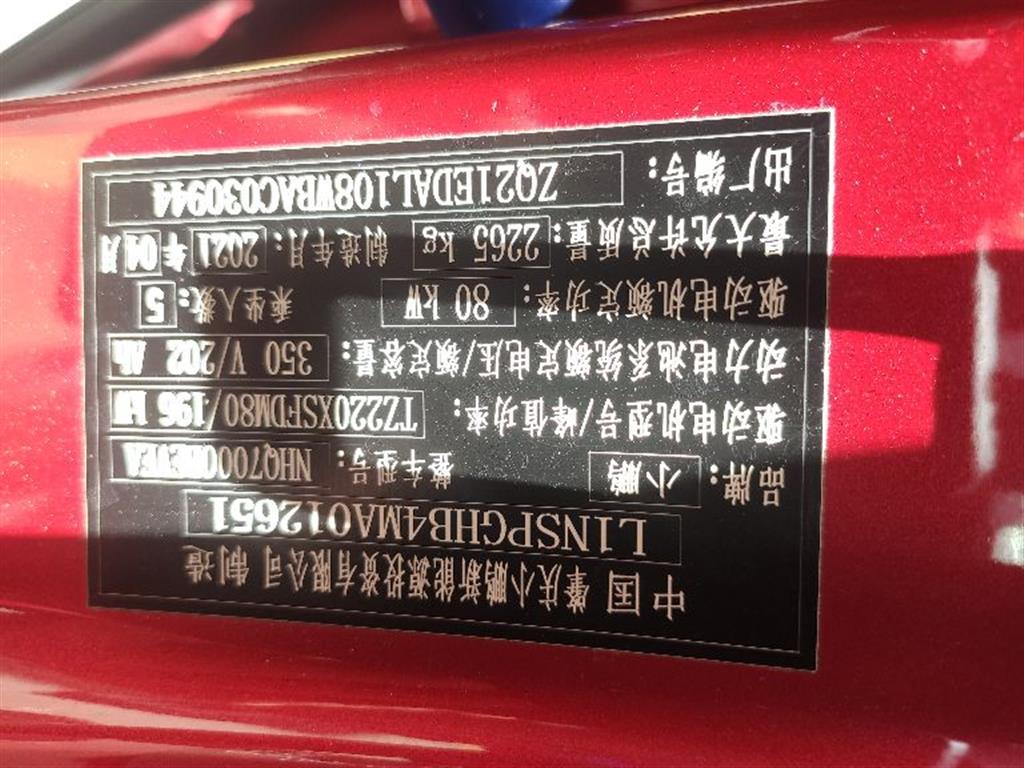 中国 肇庆小鹏新能源投资有限公司 制造
L1NSPGHB4MA012651
品牌: 小鹏 整车型号: NHQ7000BEVEA
驱动电机型号/峰值功率: TZ220XSFDM80/196 kW
动力电池系统额定电压/额定容量: 350 V/202 Ah
驱动电机额定功率: 80 kW 乘坐人数: 5
最大允许总质量: 2265 kg 制造年月: 2021 年 04 月
出厂编号: ZQ21EDAL108WBAC030944